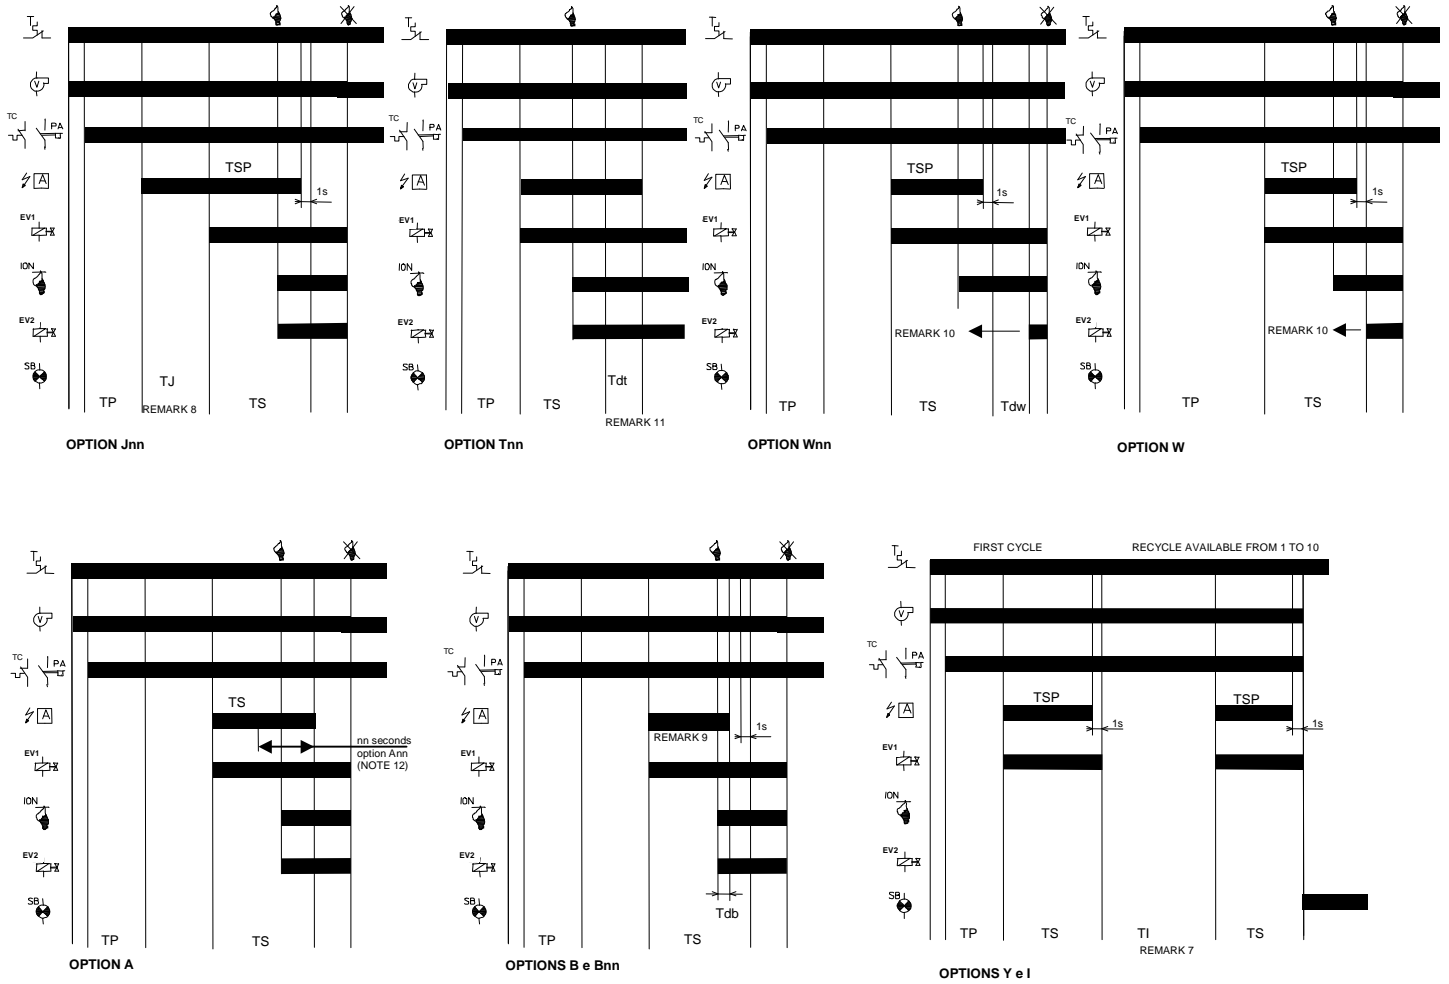 T
TC
PA
A
TSP
1s
EV1
ION
EV2
SB
TJ
TP
REMARK 8
TS
OPTION Jnn
T
TC
PA
A
EV1
ION
EV2
SB
Tdt
TP
TS
REMARK 11
OPTION Tnn
T
TC
PA
A
TSP
1s
EV1
ION
EV2
REMARK 10
SB
TP
TS
Tdw
OPTION Wnn
T
TC
PA
A
TSP
1s
EV1
ION
EV2
REMARK 10
SB
TP
TS
OPTION W
T
TC
PA
TS
A
nn seconds
option Ann
(NOTE 12)
EV1
ION
EV2
SB
TP
TS
OPTION A
T
TC
PA
A
REMARK 9
1s
EV1
ION
EV2
SB
Tdb
TP
TS
OPTIONS B e Bnn
FIRST CYCLE
RECYCLE AVAILABLE FROM 1 TO 10
T
TC
PA
A
TSP
TSP
1s
1s
EV1
ION
EV2
SB
TP
TS
TI
TS
REMARK 7
OPTIONS Y e I